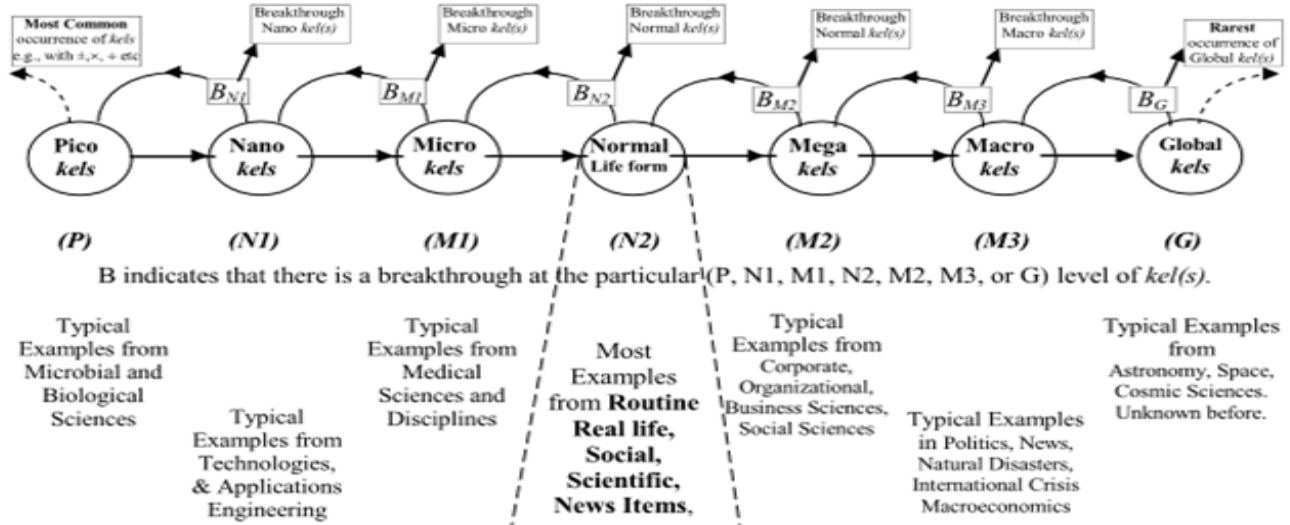 Most Common
occurrence of kels
e.g., with ±,×, ÷ etc
Breakthrough
Nano kel(s)
Breakthrough
Micro kel(s)
Breakthrough
Normal kel(s)
Breakthrough
Normal kel(s)
Breakthrough
Macro kel(s)
Rarest
occurrence of
Global kel(s)
BN1
BM1
BN2
BM2
BM3
BG
Pico
kels
Nano
kels
Micro
kels
Normal
Life form
Mega
kels
Macro
kels
Global
kels
(P)
(N1)
(M1)
(N2)
(M2)
(M3)
(G)
B indicates that there is a breakthrough at the particular (P, N1, M1, N2, M2, M3, or G) level of kel(s).
Typical
Examples from
Microbial and
Biological
Sciences
Typical
Examples from
Technologies,
& Applications
Engineering
Typical
Examples from
Medical
Sciences and
Disciplines
Most
Examples
from Routine
Real life,
Social,
Scientific,
News Items,
Typical
Examples from
Corporate,
Organizational,
Business Sciences,
Social Sciences
Typical Examples
in Politics, News,
Natural Disasters,
International Crisis
Macroeconomics
Typical Examples
from
Astronomy, Space,
Cosmic Sciences.
Unknown before.